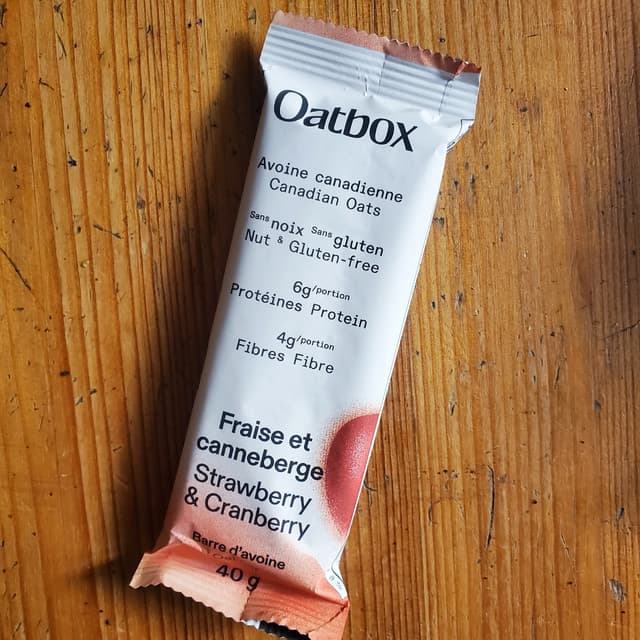 Oatbox
Avoine canadienne
Canadian Oats
Sans noix Sans gluten
Nut & Gluten-free
6g/portion
Protéines Protein
4g/portion
Fibres Fibre
Fraise et
canneberge
Strawberry
& Cranberry
Barre d'avoine
40 g